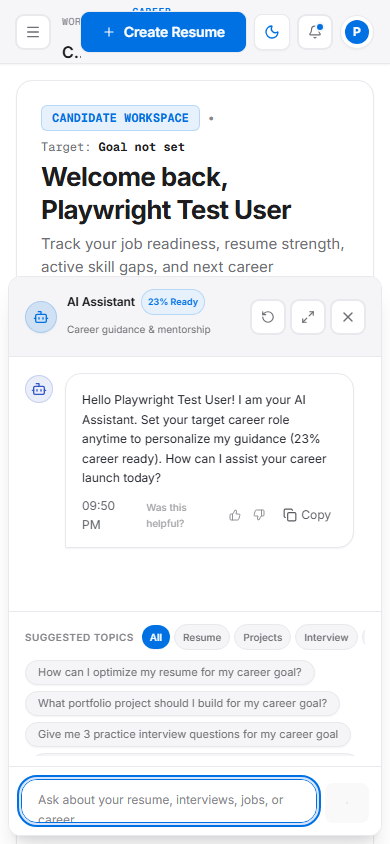 CAREER
WOR
C..
+ Create Resume
P
CANDIDATE WORKSPACE •
Target: Goal not set
Welcome back,
Playwright Test User
Track your job readiness, resume strength,
active skill gaps, and next career
AI Assistant 23% Ready
Career guidance & mentorship
Hello Playwright Test User! I am your AI
Assistant. Set your target career role
anytime to personalize my guidance (23%
career ready). How can I assist your career
launch today?
09:50
PM
Was this
helpful?
Copy
SUGGESTED TOPICS All Resume Projects Interview
How can I optimize my resume for my career goal?
What portfolio project should I build for my career goal?
Give me 3 practice interview questions for my career goal
Ask about your resume, interviews, jobs, or
career